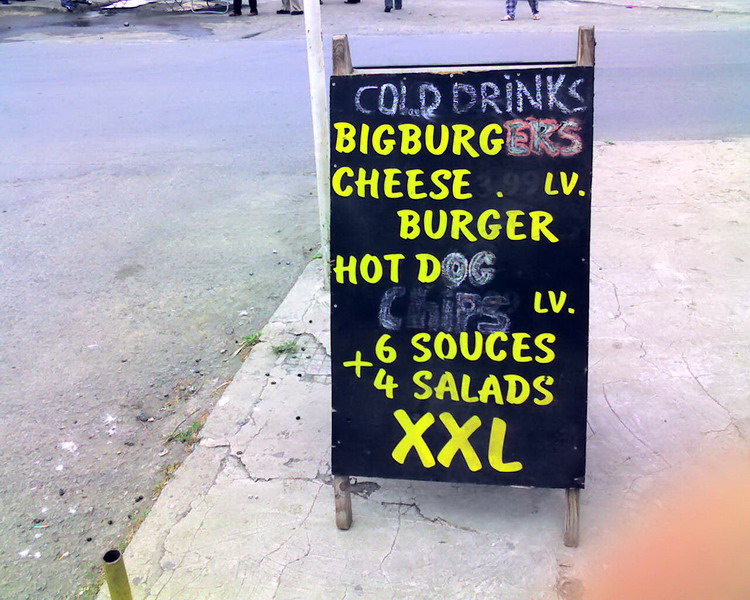 COLD DRINKS
BIGBURGERS
CHEESE . LV.
BURGER
HOT DOG
CHIPS LV.
+ 6 SOUCES
4 SALADS
XXL